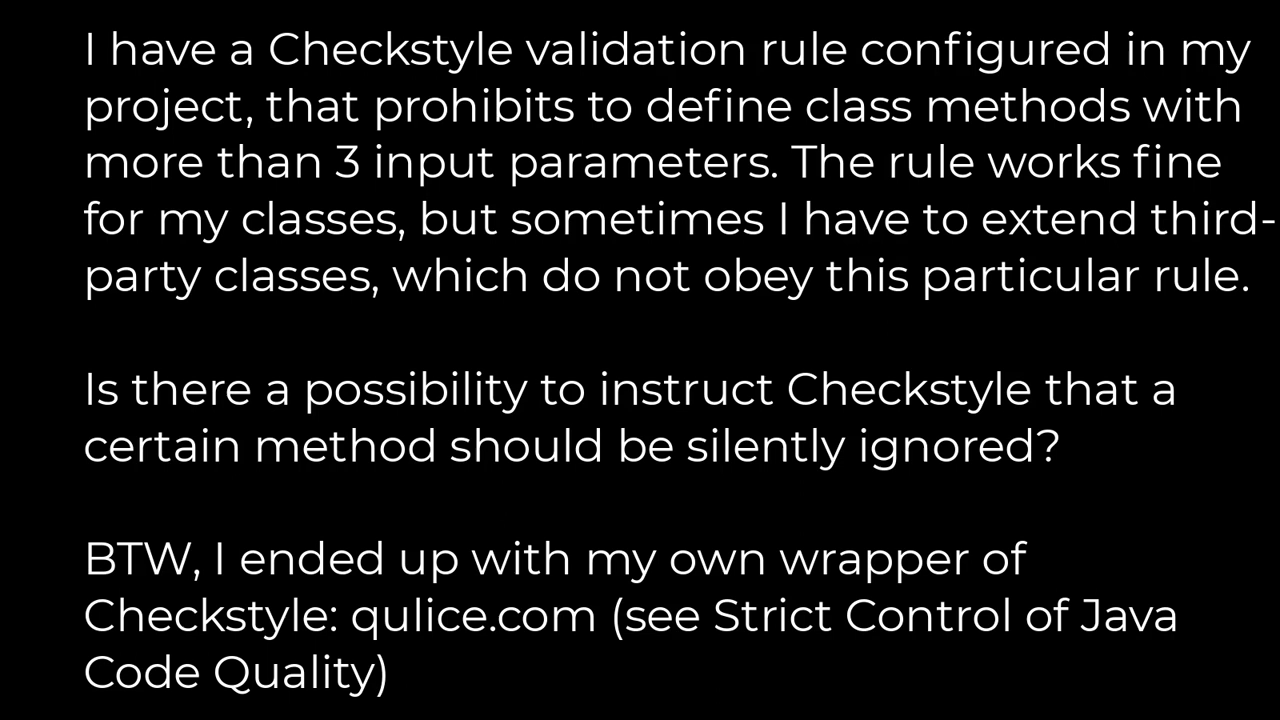 I have a Checkstyle validation rule configured in my
project, that prohibits to define class methods with
more than 3 input parameters. The rule works fine
for my classes, but sometimes I have to extend third-
party classes, which do not obey this particular rule.
Is there a possibility to instruct Checkstyle that a
certain method should be silently ignored?
BTW, I ended up with my own wrapper of
Checkstyle: qulice.com (see Strict Control of Java
Code Quality)